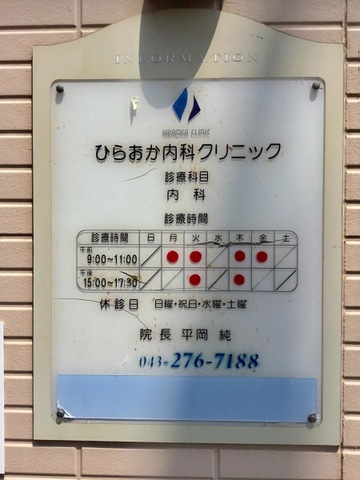 INFORMATION
HIRAOKA CLINIC
ひらおか内科クリニック
診療科目
内科
診療時間
診療時間 日 月 火 水 木 金 土
午前 9:00~11:00 / ● ● / ● ● /
午後 15:00~17:30 / / ● / ● / /
休診日 日曜・祝日・水曜・土曜
院長 平岡 純
043-276-7188